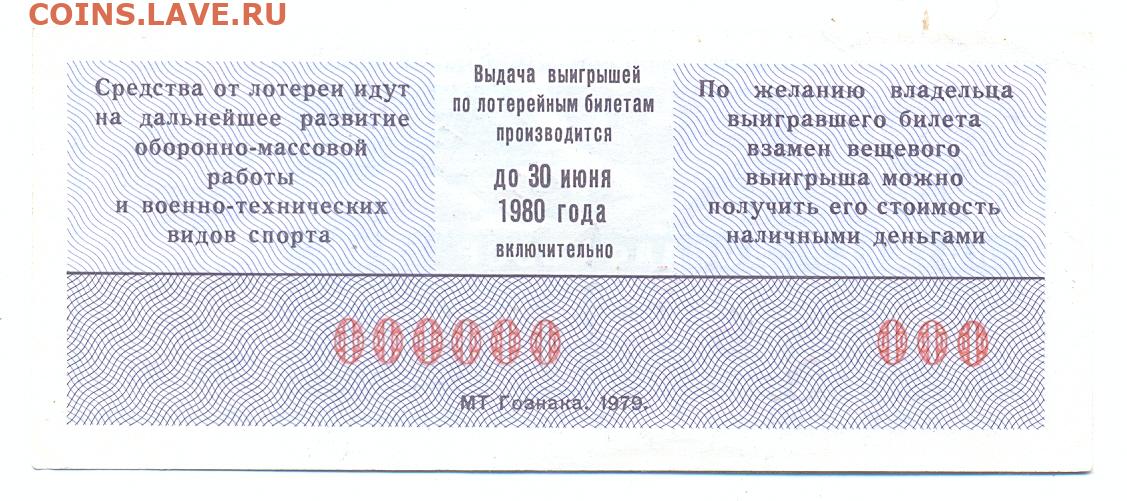 COINS.LAVE.RU
Средства от лотереи идут
на дальнейшее развитие
оборонно-массовой
работы
и военно-технических
видов спорта
Выдача выигрышей
по лотерейным билетам
производится
до 30 июня
1980 года
включительно
По желанию владельца
выигравшего билета
взамен вещевого
выигрыша можно
получить его стоимость
наличными деньгами
000000 000
МТ Гознака. 1979.